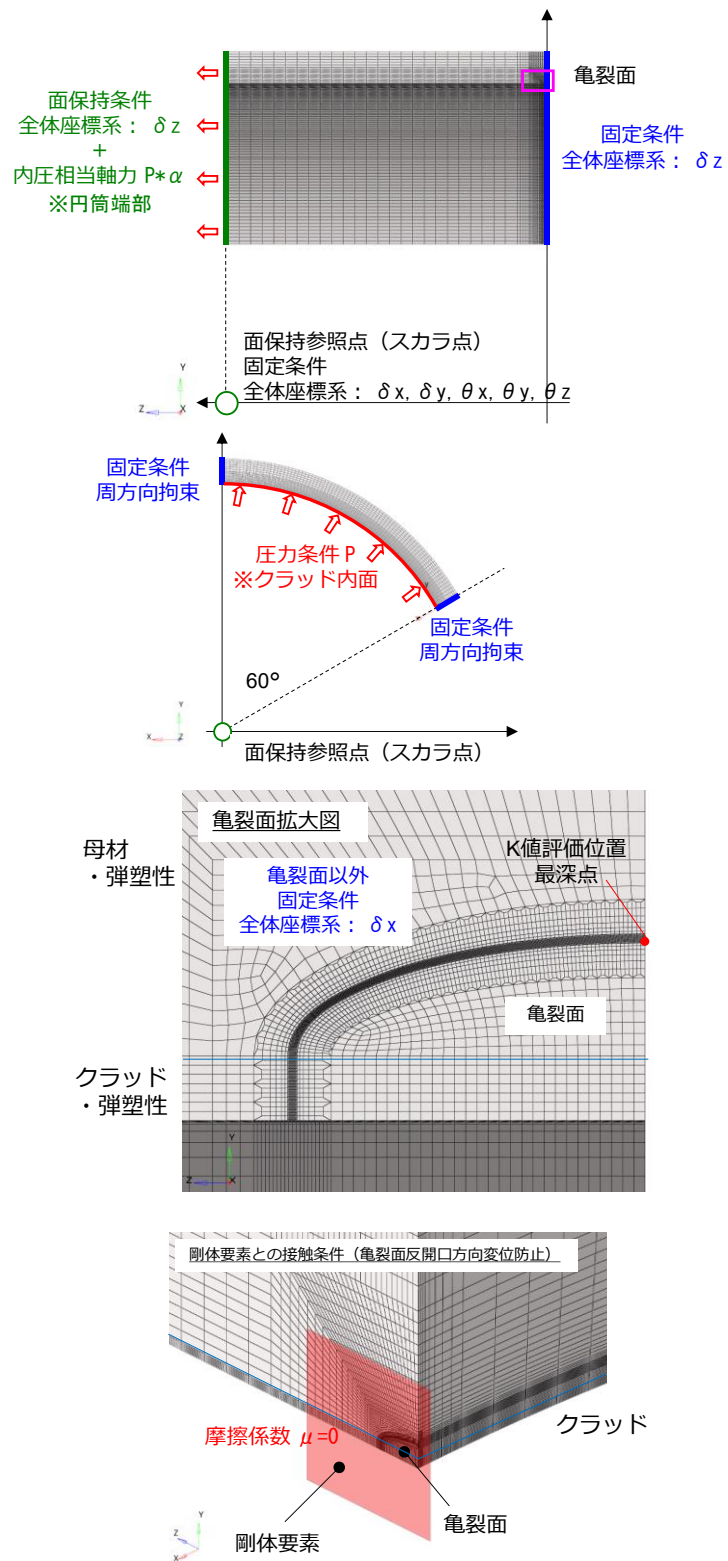 亀裂面
面保持条件
全体座標系： δz
+
内圧相当軸力 P*α
※円筒端部
固定条件
全体座標系： δz
面保持参照点（スカラ点）
固定条件
全体座標系： δx, δy, θx, θy, θz
Y
Z
X
固定条件
周方向拘束
圧力条件 P
※クラッド内面
固定条件
周方向拘束
60°
Y
X
Z
面保持参照点（スカラ点）
亀裂面拡大図
母材
・弾塑性
亀裂面以外
固定条件
全体座標系： δx
K値評価位置
最深点
亀裂面
クラッド
・弾塑性
Y
Z
X
剛体要素との接触条件（亀裂面反開口方向変位防止）
摩擦係数 μ=0
クラッド
亀裂面
剛体要素
Y
Z
X